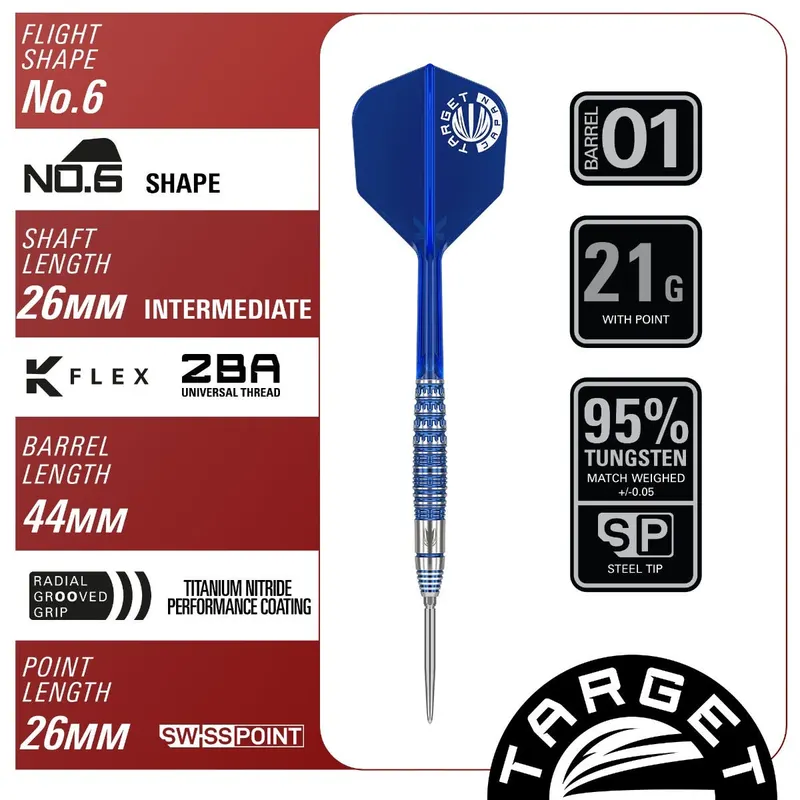 FLIGHT
SHAPE
No.6
NO.6 SHAPE
SHAFT
LENGTH
26MM INTERMEDIATE
K FLEX 2BA
UNIVERSAL THREAD
BARREL
LENGTH
44MM
RADIAL
GROOVED
GRIP
TITANIUM NITRIDE
PERFORMANCE COATING
POINT
LENGTH
26MM SWISSPOINT
TARGET
JAPAN
BARREL 01
21G
WITH POINT
95%
TUNGSTEN
MATCH WEIGHED
+/-0.05
SP
STEEL TIP
TARGET